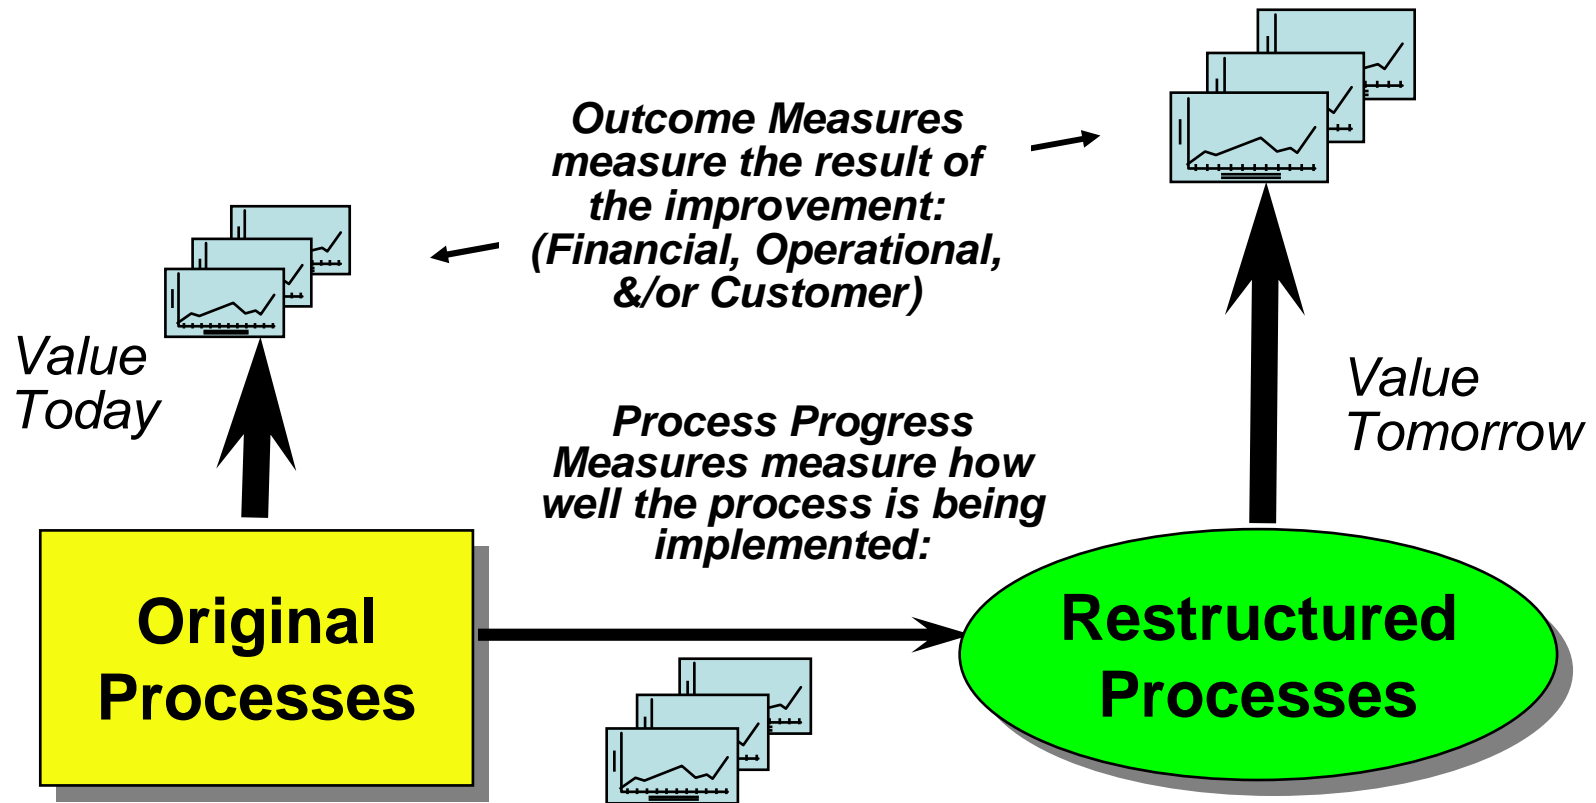 Outcome Measures
measure the result of
the improvement:
(Financial, Operational,
&/or Customer)
Value
Today
Value
Tomorrow
Process Progress
Measures measure how
well the process is being
implemented:
Original
Processes
Restructured
Processes